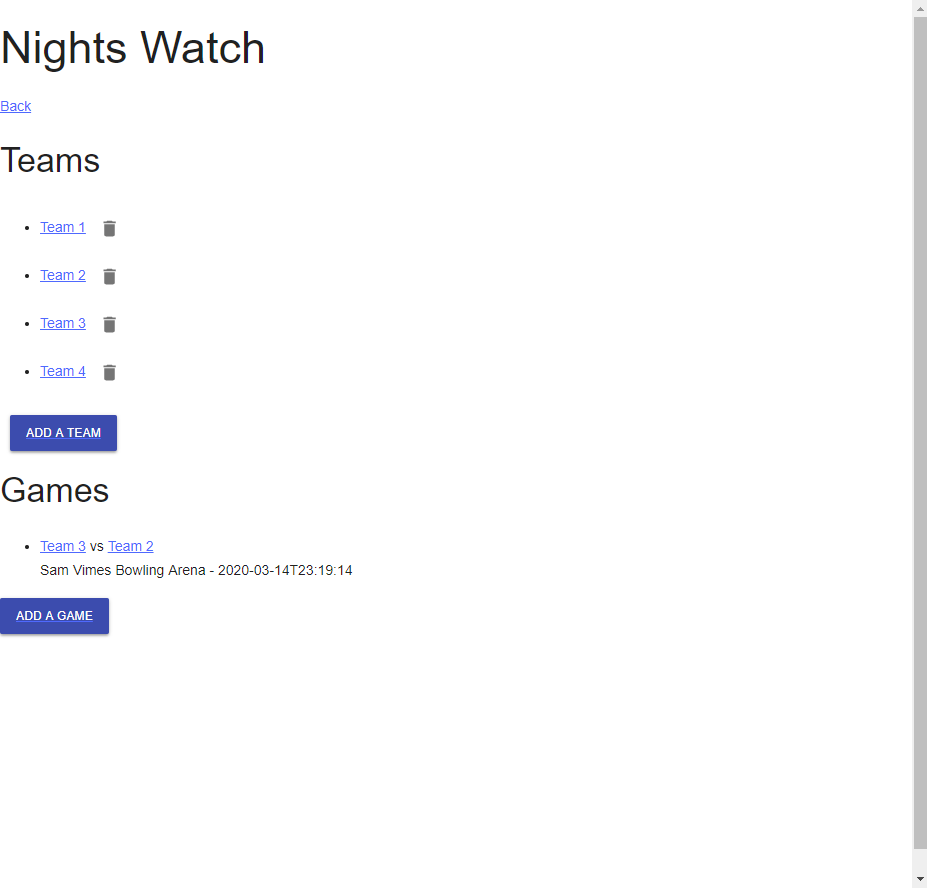 Nights Watch
Back
Teams
Team 1
Team 2
Team 3
Team 4
ADD A TEAM
Games
Team 3 vs Team 2
Sam Vimes Bowling Arena - 2020-03-14T23:19:14
ADD A GAME